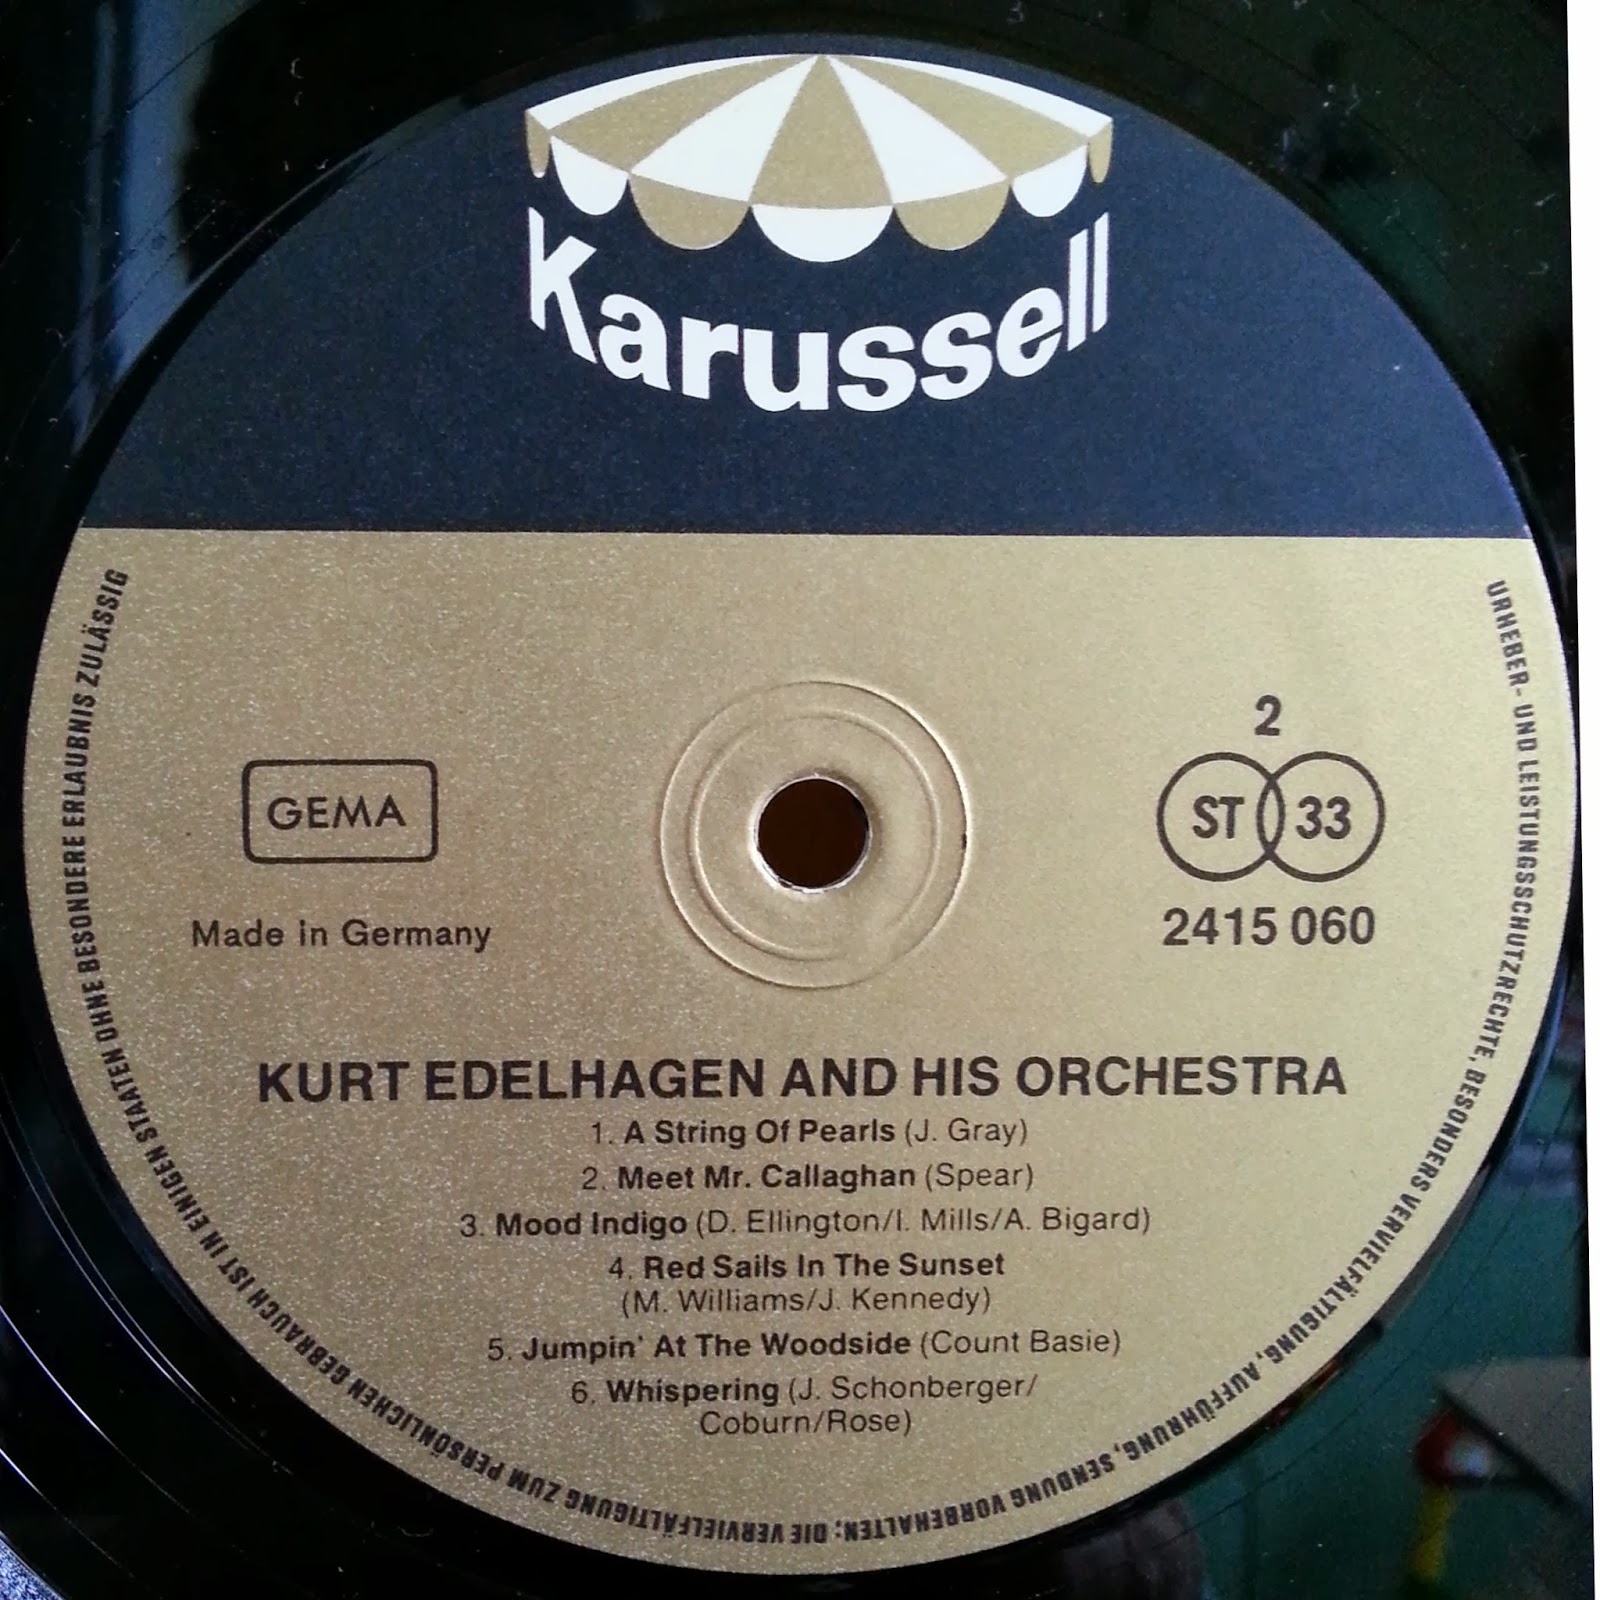 Karussell
GEMA
Made in Germany
2
ST 33
2415 060
KURT EDELHAGEN AND HIS ORCHESTRA
1. A String Of Pearls (J. Gray)
2. Meet Mr. Callaghan (Spear)
3. Mood Indigo (D. Ellington/I. Mills/A. Bigard)
4. Red Sails In The Sunset
(M. Williams/J. Kennedy)
5. Jumpin' At The Woodside (Count Basie)
6. Whispering (J. Schonberger/
Coburn/Rose)
URHEBER- UND LEISTUNGSSCHUTZRECHTE, BESONDERS VERVIELFÄLTIGUNG, AUFFÜHRUNG, SENDUNG VORBEHALTEN; DIE VERVIELFÄLTIGUNG ZUM PERSÖNLICHEN GEBRAUCH IST IN EINIGEN STAATEN OHNE BESONDERE ERLAUBNIS ZULÄSSIG